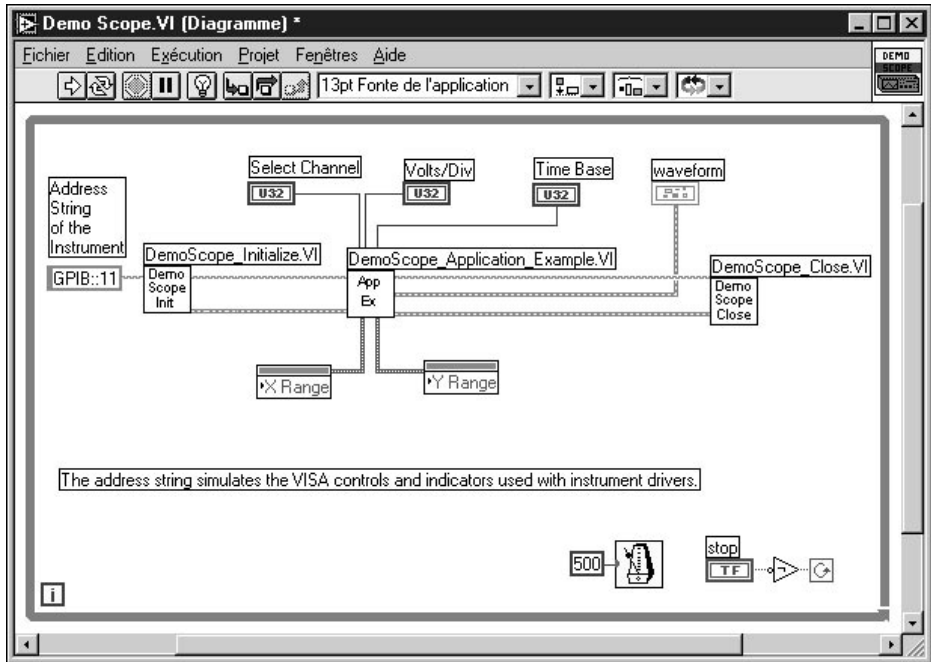 Demo Scope.VI (Diagramme) *
Fichier Edition Exécution Projet Fenêtres Aide
13pt Fonte de l'application
DEMO
SCOPE
Select Channel
U32
Volts/Div
U32
Time Base
U32
waveform
Address
String
of the
Instrument
GPIB::11
DemoScope_Initialize.VI
Demo
Scope
Init
DemoScope_Application_Example.VI
App
Ex
DemoScope_Close.VI
Demo
Scope
Close
X Range
Y Range
The address string simulates the VISA controls and indicators used with instrument drivers.
500
stop
TF
i